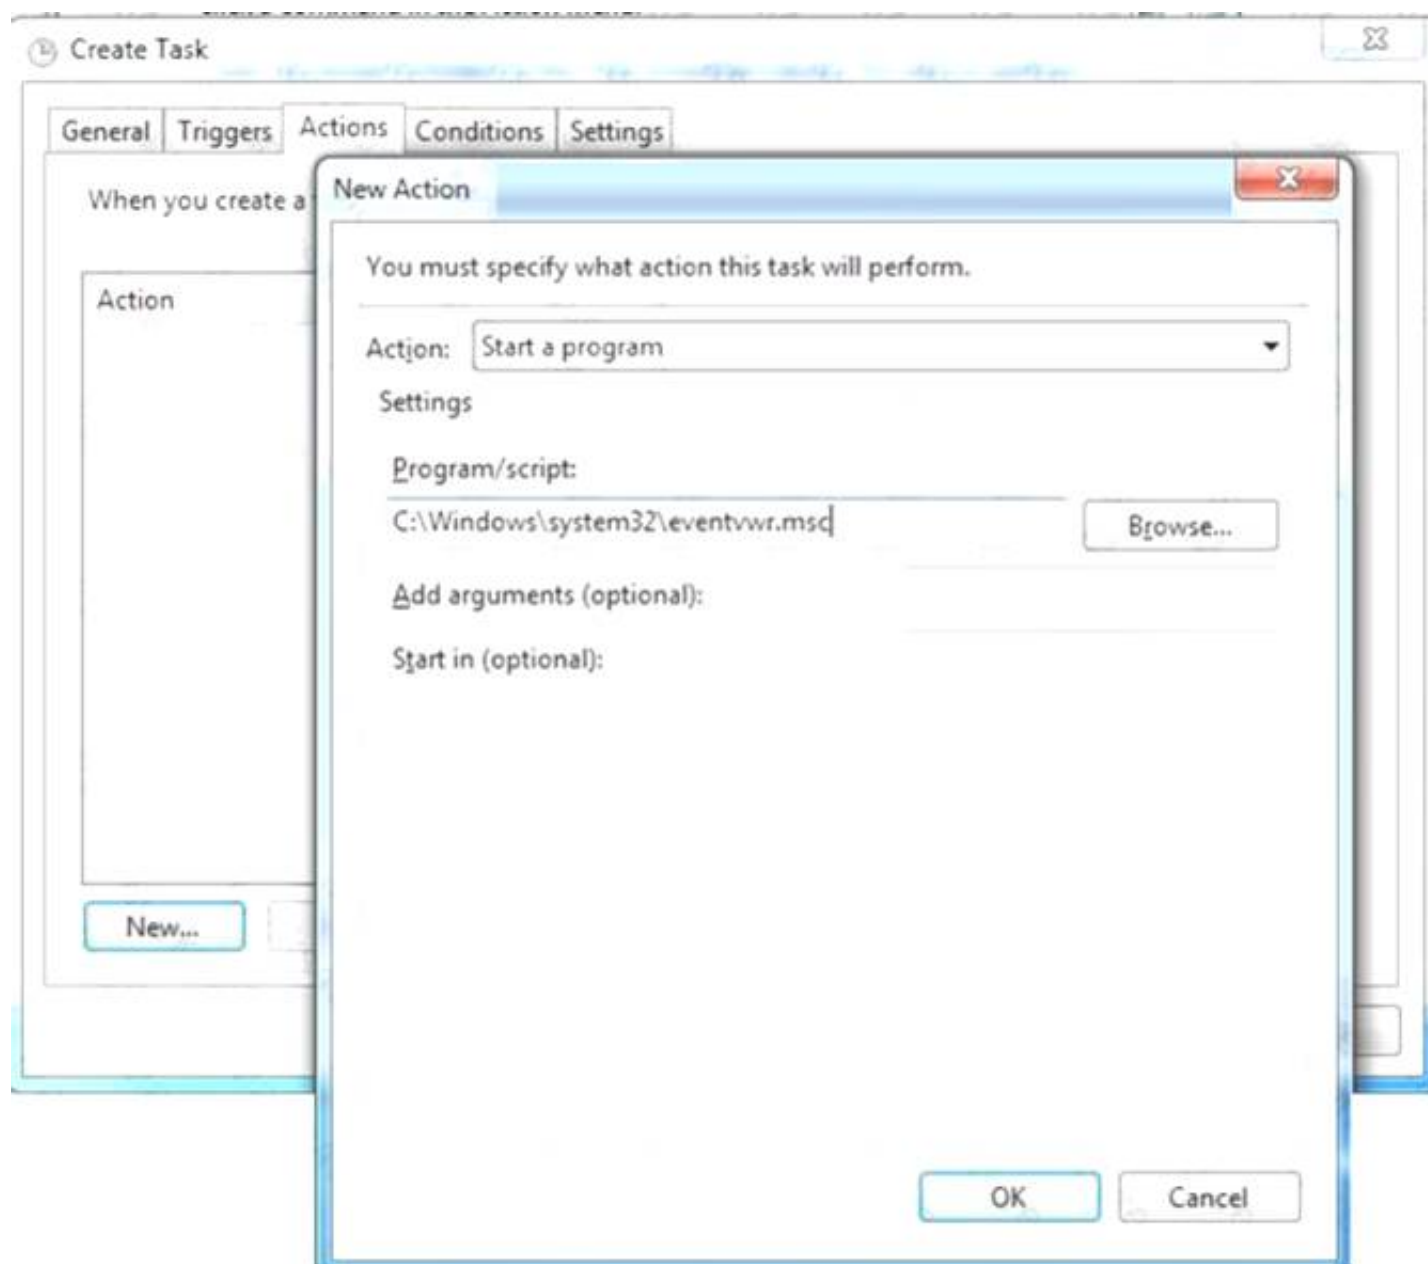 Create Task
General Triggers Actions Conditions Settings
When you create a
New Action
You must specify what action this task will perform.
Action
Action: Start a program
Settings
Program/script:
C:\Windows\system32\eventvwr.msc
Browse...
Add arguments (optional):
Start in (optional):
New...
OK Cancel